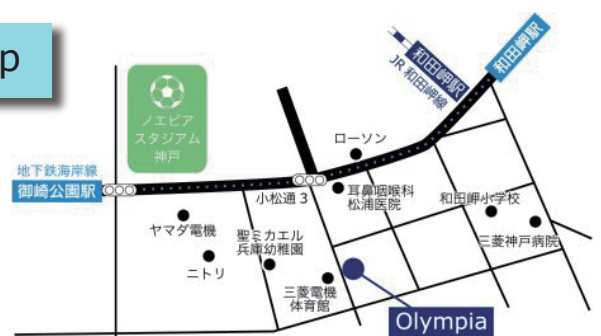 p
和田岬駅
和田岬駅
JR 和田岬線
ノエビア
スタジアム
神戸
ローソン
地下鉄海岸線
御崎公園駅
小松通 3
耳鼻咽喉科
松浦医院
和田岬小学校
ヤマダ電機
聖ミカエル
兵庫幼稚園
三菱神戸病院
ニトリ
三菱電機
体育館
Olympia